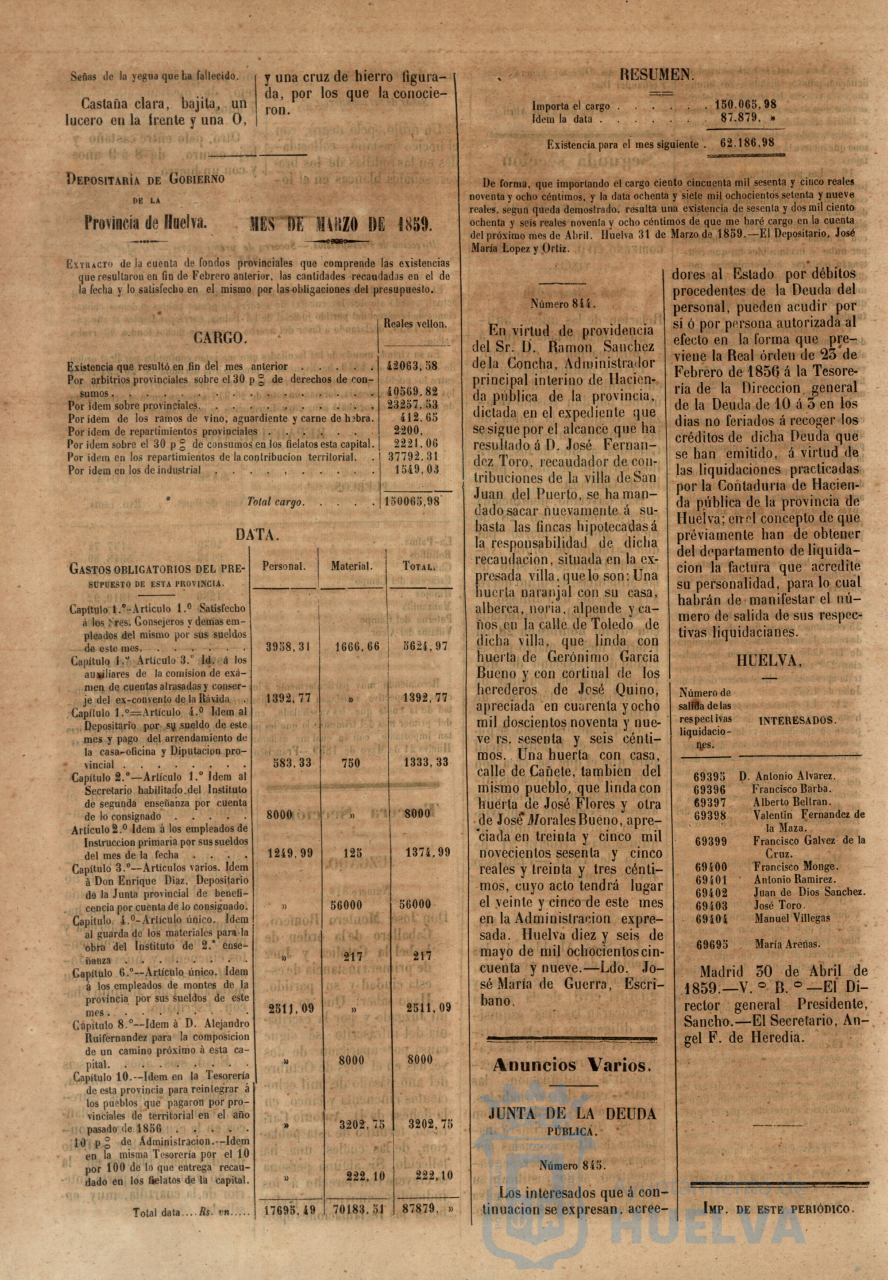 Señas de la yegua que ha fallecido.
Castaña clara, bajita, un
lucero en la frente y una O,
y una cruz de hierro figura-
da, por los que la conocie-
ron.
DEPOSITARÍA DE GOBIERNO
DE LA
Provincia de Huelva.
MES DE MARZO DE 1859.
EXTRACTO de la cuenta de fondos provinciales que comprende las existencias
que resultaron en fin de Febrero anterior, las cantidades recaudadas en el de
la fecha y lo satisfecho en el mismo por las obligaciones del presupuesto.
CARGO.
Reales vellon.
Existencia que resultó en fin del mes anterior . . . . . 42063,58
Por arbitrios provinciales sobre el 30 p% de derechos de con-
sumos. . . . . . . . . . . . 40569.82
Por idem sobre provinciales. . . . . . . . . 23257.53
Por idem de los ramos de vino, aguardiente y carne de hebra. 412.65
Por idem de repartimientos provinciales . . . . . 2200,
Por idem sobre el 30 p% de consumos en los fielatos esta capital. 2221.06
Por idem en los repartimientos de la contribucion territorial. . 37792.31
Por idem en los de industrial . . . . . . . . 1549,03
Total cargo. . . . . 150065,98
DATA.
GASTOS OBLIGATORIOS DEL PRE-
SUPUESTO DE ESTA PROVINCIA.
Personal. Material. TOTAL.
Capítulo 1.º-Articulo 1.º Satisfecho
á los Sres. Consejeros y demas em-
pleados del mismo por sus sueldos
de este mes. . . . . . . 3958,31 1666,66 5624,97
Capítulo 1.º Artículo 3.º Id. á los
auxiliares de la comision de exá-
men de cuentas atrasadas y conser-
je del ex-convento de la Rávida . 1392,77 » 1392,77
Capítulo 1.º=Artículo 4.º Idem al
Depositario por su sueldo de este
mes y pago del arrendamiento de
la casa-oficina y Diputacion pro-
vincial . . . . . . . . 583,33 750 1333,33
Capítulo 2.º—Artículo 1.º Idem al
Secretario habilitado del Instituto
de segunda enseñanza por cuenta
de lo consignado . . . . . 8000 » 8000
Artículo 2.º Idem á los empleados de
Instruccion primaria por sus sueldos
del mes de la fecha . . . . 1249,99 125 1374,99
Capítulo 3.º—Artículos varios. Idem
à Don Enrique Diaz, Depositario
de la Junta provincial de benefi-
cencia por cuenta de lo consignado. » 56000 56000
Capítulo 4.º-Artículo único. Idem
al guarda de los materiales para la
obra del Instituto de 2.ª ense-
ñanza . . . . . . . » 217 217
Capítulo 6.º--Artículo único. Idem
á los empleados de montes de la
provincia por sus sueldos de este
mes . . . . . . . . 2511,09 » 2511,09
Cápitulo 8.º—Idem à D. Alejandro
Ruifernandez para la composicion
de un camino próximo á esta ca-
pital. . . . . . . . » 8000 8000
Capítulo 10.--Idem en la Tesorería
de esta provincia para reintegrar á
los pueblos que pagaron por pro-
vinciales de territorial en el año
pasado de 1856 . . . . . » 3202,75 3202,75
10 p% de Administracion.--Idem
en la misma Tesorería por el 10
por 100 de lo que entrega recau-
dado en los fielatos de la capital. » 222,10 222,10
Total data....Rs. vn..... 17695,49 70183,51 87879, »
RESUMEN.
Importa el cargo . . . . . . . 150.065,98
Idem la data . . . . . . . 87.879, »
Existencia para el mes siguiente . 62.186,98
De forma, que importando el cargo ciento cincuenta mil sesenta y cinco reales
noventa y ocho céntimos, y la data ochenta y siete mil ochocientos setenta y nueve
reales, segun queda demostrado, resulta una existencia de sesenta y dos mil ciento
ochenta y seis reales noventa y ocho céntimos de que me haré cargo en la cuenta
del próximo mes de Abril. Huelva 31 de Marzo de 1859.—El Depositario, José
María Lopez y Ortiz.
Número 844.
En virtud de providencia
del Sr. D. Ramon Sanchez
de la Concha, Administrador
principal interino de Hacien-
da pública de la provincia,
dictada en el expediente que
se sigue por el alcance que ha
resultado á D. José Fernan-
dez Toro, recaudador de con-
tribuciones de la villa de San
Juan del Puerto, se ha man-
dado sacar nuevamente á su-
basta las fincas hipotecadas á
la responsabilidad de dicha
recaudacion, situada en la ex-
presada villa, que lo son: Una
huerta naranjal con su casa,
alberca, noria, alpende y ca-
ños, en la calle de Toledo de
dicha villa, que linda con
huerta de Gerónimo García
Bueno y con cortinal de los
herederos de José Quino,
apreciada en cuarenta y ocho
mil doscientos noventa y nue-
ve rs. sesenta y seis cénti-
mos. Una huerta con casa,
calle de Cañete, tambien del
mismo pueblo, que linda con
huerta de José Flores y otra
de José Morales Bueno, apre-
ciada en treinta y cinco mil
novecientos sesenta y cinco
reales y treinta y tres cénti-
mos, cuyo acto tendrá lugar
el veinte y cinco de este mes
en la Administracion expre-
sada. Huelva diez y seis de
mayo de mil ochocientos cin-
cuenta y nueve.—Ldo. Jo-
sé María de Guerra, Escri-
bano.
Anuncios Varios.
JUNTA DE LA DEUDA
PÚBLICA.
Número 845.
Los interesados que á con-
tinuacion se expresan, acree-
dores al Estado por débitos
procedentes de la Deuda del
personal, pueden acudir por
si ó por persona autorizada al
efecto en la forma que pre-
viene la Real órden de 23 de
Febrero de 1856 á la Tesore-
ría de la Direccion general
de la Deuda de 10 á 3 en los
dias no feriados á recoger los
créditos de dicha Deuda que
se han emitido, á virtud de
las liquidaciones practicadas
por la Contaduría de Hacien-
da pública de la provincia de
Huelva; en el concepto de que
préviamente han de obtener
del departamento de liquida-
cion la factura que acredite
su personalidad, para lo cual
habrán de manifestar el nú-
mero de salida de sus respec-
tivas liquidacianes.
HUELVA,
Número de
salida de las
respectivas
liquidacio-
nes.
INTERESADOS.
69395 D. Antonio Alvarez.
69396 Francisco Barba.
69397 Alberto Beltran.
69398 Valentin Fernandez de
la Maza.
69399 Francisco Galvez de la
Cruz.
69400 Francisco Monge.
69401 Antonio Ramirez.
69402 Juan de Dios Sanchez.
69403 José Toro.
69404 Manuel Villegas
69695 María Arenas.
Madrid 30 de Abril de
1859.—V.º B.º—El Di-
rector general Presidente,
Sancho.—El Secretario, An-
gel F. de Heredia.
IMP. DE ESTE PERIÓDICO.
HUELVA